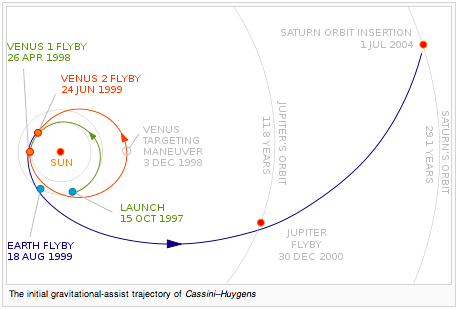 SATURN ORBIT INSERTION
1 JUL 2004
VENUS 1 FLYBY
26 APR 1998
VENUS 2 FLYBY
24 JUN 1999
VENUS
TARGETING
MANEUVER
3 DEC 1998
SUN
JUPITER'S ORBIT
11.8 YEARS
SATURN'S ORBIT
29.1 YEARS
LAUNCH
15 OCT 1997
EARTH FLYBY
18 AUG 1999
JUPITER
FLYBY
30 DEC 2000
The initial gravitational-assist trajectory of Cassini–Huygens